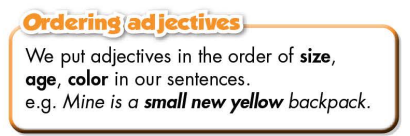 Ordering adjectives
We put adjectives in the order of size,
age, color in our sentences.
e.g. Mine is a small new yellow backpack.